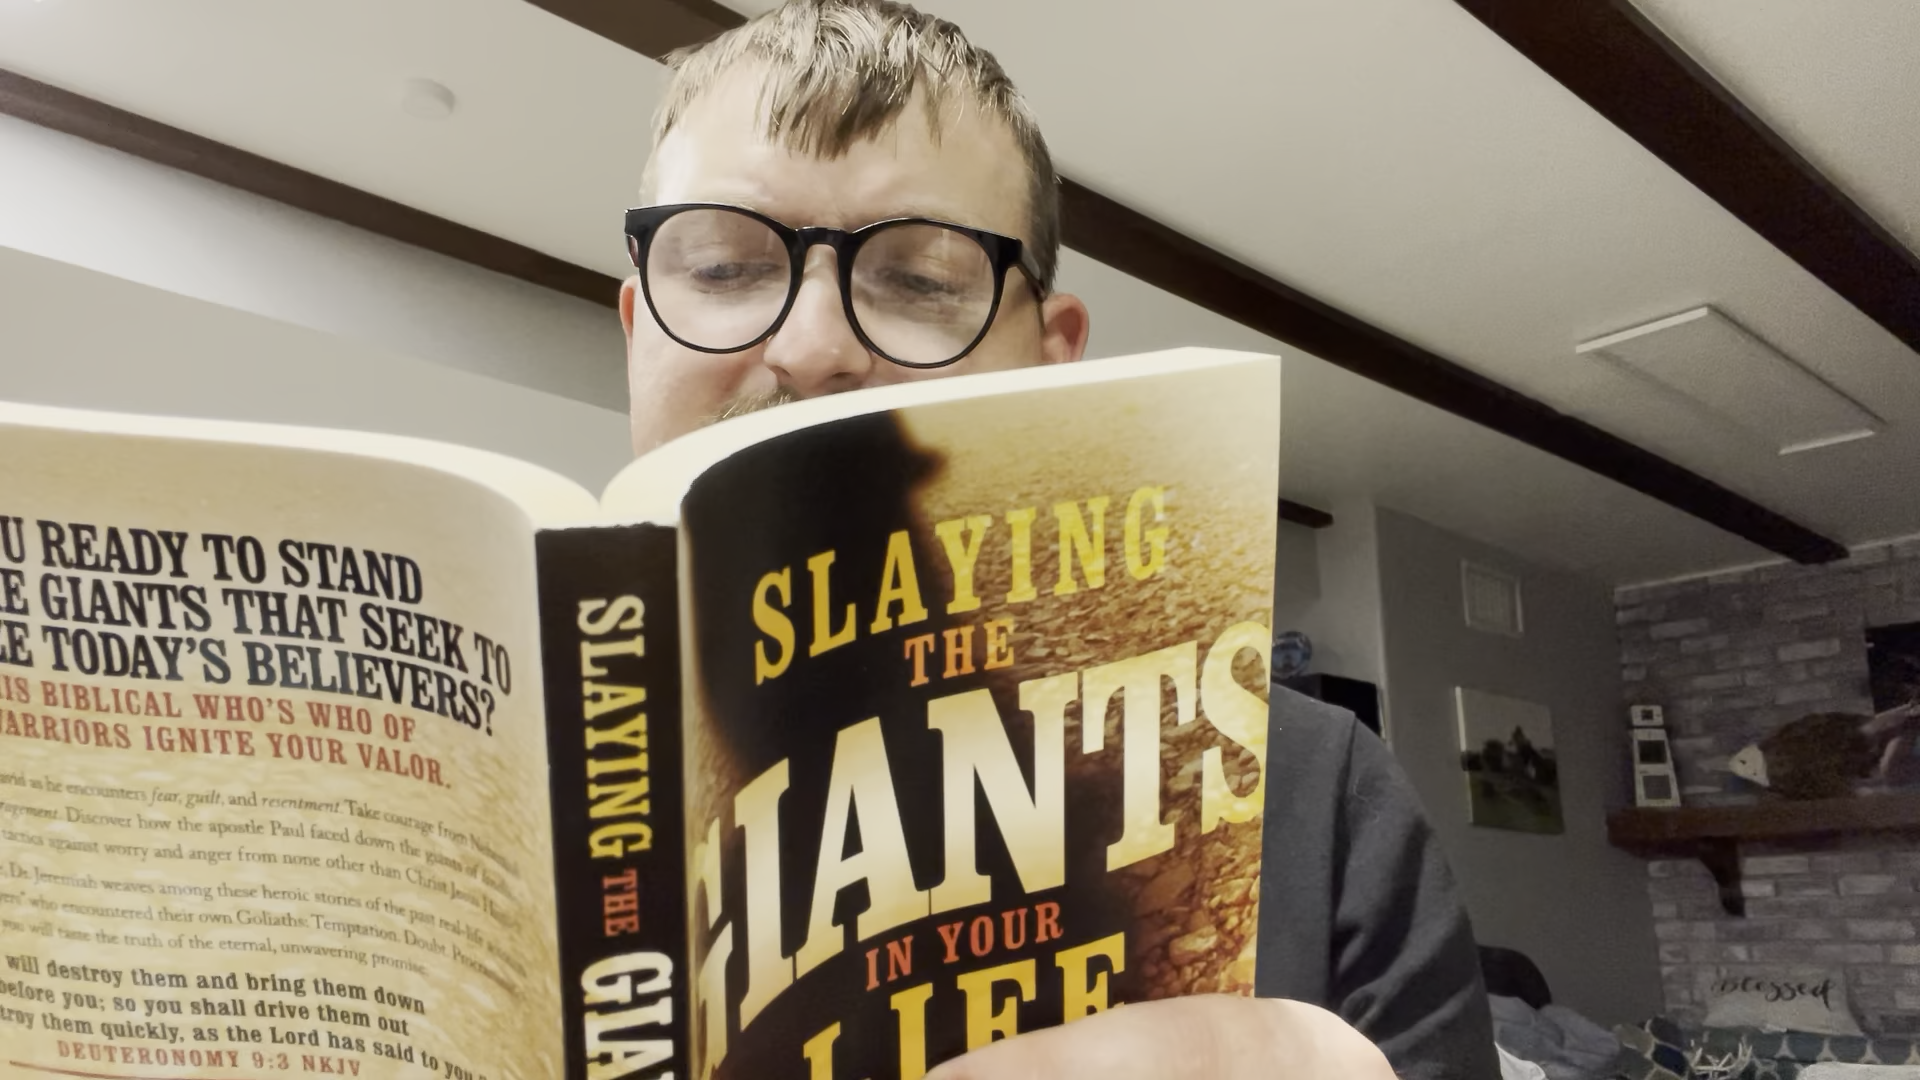 U READY TO STAND
E GIANTS THAT SEEK TO
ZE TODAY'S BELIEVERS?
IS BIBLICAL WHO'S WHO OF
WARRIORS IGNITE YOUR VALOR.
as he encounters fear, guilt, and resentment. Take courage from
Discover how the apostle Paul faced down the giants of
tactics against worry and anger from none other than Christ Jesus
Dr. Jeremiah weaves among these heroic stories of the past real-life
who encountered their own Goliaths: Temptation. Doubt.
you will taste the truth of the eternal, unwavering promise
will destroy them and bring them down
before you; so you shall drive them out
troy them quickly, as the Lord has said to you
DEUTERONOMY 9:3 NKJV
SLAYING THE GIA
SLAYING
THE
GIANTS
IN YOUR
LIFE
blessed